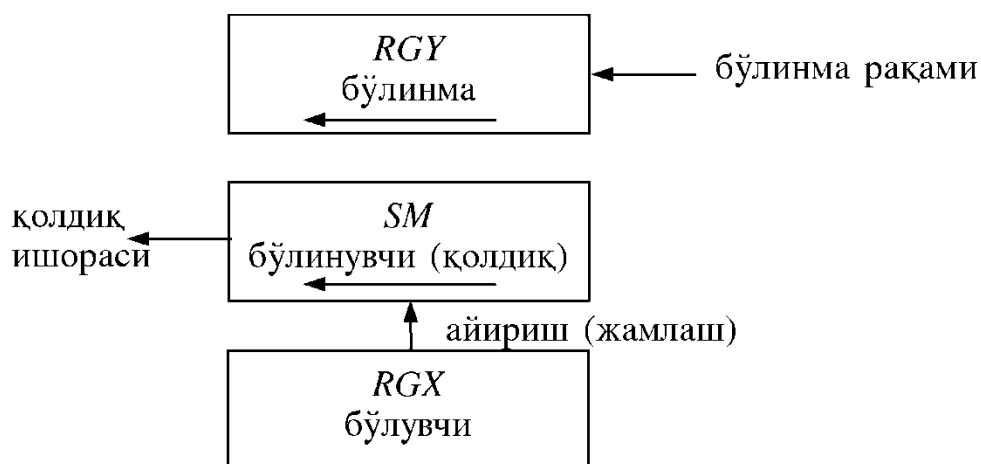 RGY
бўлинма
бўлинма рақами
қолдиқ
ишораси
SM
бўлинувчи (қолдиқ)
айириш (жамлаш)
RGX
бўлувчи